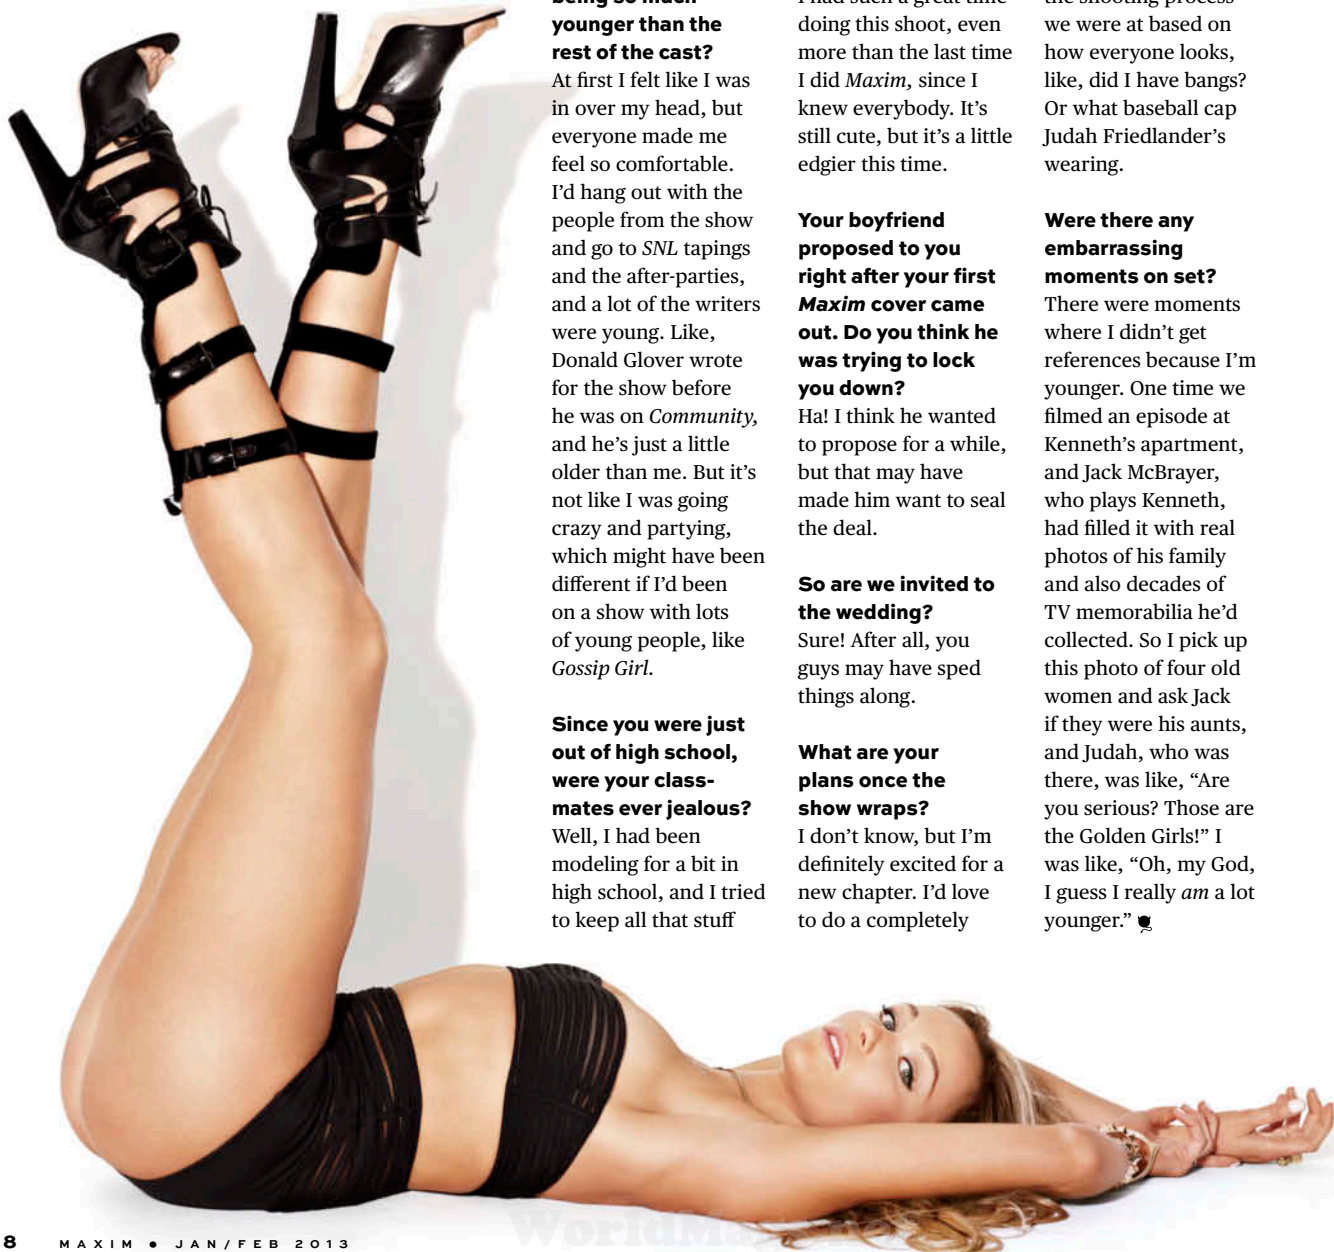 being so much
younger than the
rest of the cast?
At first I felt like I was
in over my head, but
everyone made me
feel so comfortable.
I'd hang out with the
people from the show
and go to SNL tapings
and the after-parties,
and a lot of the writers
were young. Like,
Donald Glover wrote
for the show before
he was on Community,
and he's just a little
older than me. But it's
not like I was going
crazy and partying,
which might have been
different if I'd been
on a show with lots
of young people, like
Gossip Girl.
Since you were just
out of high school,
were your class-
mates ever jealous?
Well, I had been
modeling for a bit in
high school, and I tried
to keep all that stuff
I had such a great time
doing this shoot, even
more than the last time
I did Maxim, since I
knew everybody. It's
still cute, but it's a little
edgier this time.
Your boyfriend
proposed to you
right after your first
Maxim cover came
out. Do you think he
was trying to lock
you down?
Ha! I think he wanted
to propose for a while,
but that may have
made him want to seal
the deal.
So are we invited to
the wedding?
Sure! After all, you
guys may have sped
things along.
What are your
plans once the
show wraps?
I don't know, but I'm
definitely excited for a
new chapter. I'd love
to do a completely
the shooting process
we were at based on
how everyone looks,
like, did I have bangs?
Or what baseball cap
Judah Friedlander's
wearing.
Were there any
embarrassing
moments on set?
There were moments
where I didn't get
references because I'm
younger. One time we
filmed an episode at
Kenneth's apartment,
and Jack McBrayer,
who plays Kenneth,
had filled it with real
photos of his family
and also decades of
TV memorabilia he'd
collected. So I pick up
this photo of four old
women and ask Jack
if they were his aunts,
and Judah, who was
there, was like, “Are
you serious? Those are
the Golden Girls!” I
was like, “Oh, my God,
I guess I really am a lot
younger.”
8 MAXIM • JAN/FEB 2013